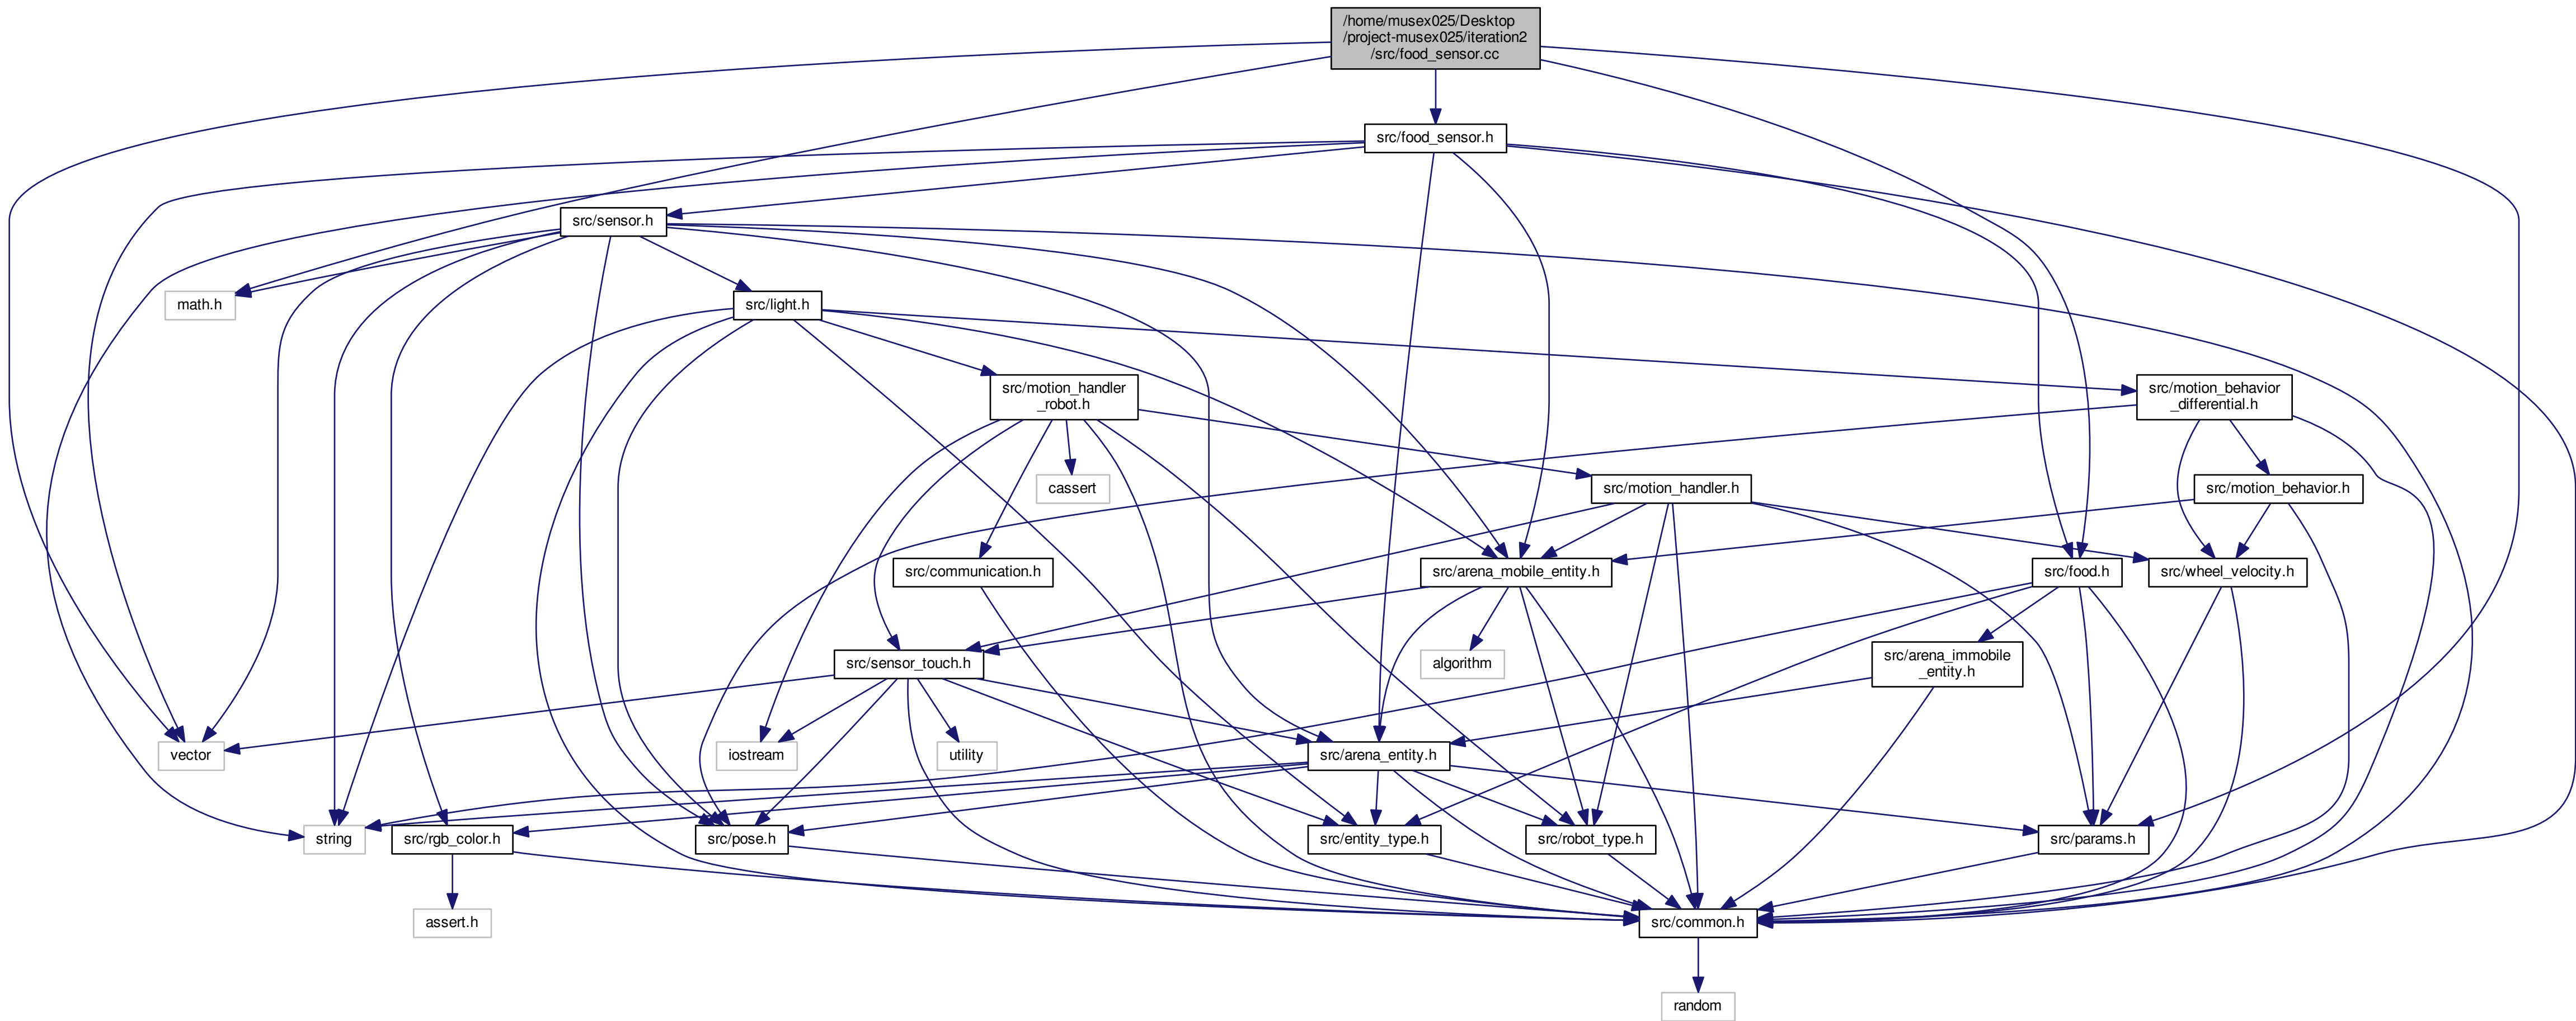 /home/musex025/Desktop
/project-musex025/iteration2
/src/food_sensor.cc
src/food_sensor.h
src/sensor.h
math.h
src/light.h
src/motion_handler
_robot.h
src/motion_behavior
_differential.h
cassert
src/motion_handler.h
src/motion_behavior.h
src/communication.h
src/arena_mobile_entity.h
src/food.h
src/wheel_velocity.h
src/sensor_touch.h
algorithm
src/arena_immobile
_entity.h
vector
iostream
utility
src/arena_entity.h
string
src/rgb_color.h
src/pose.h
src/entity_type.h
src/robot_type.h
src/params.h
assert.h
src/common.h
random